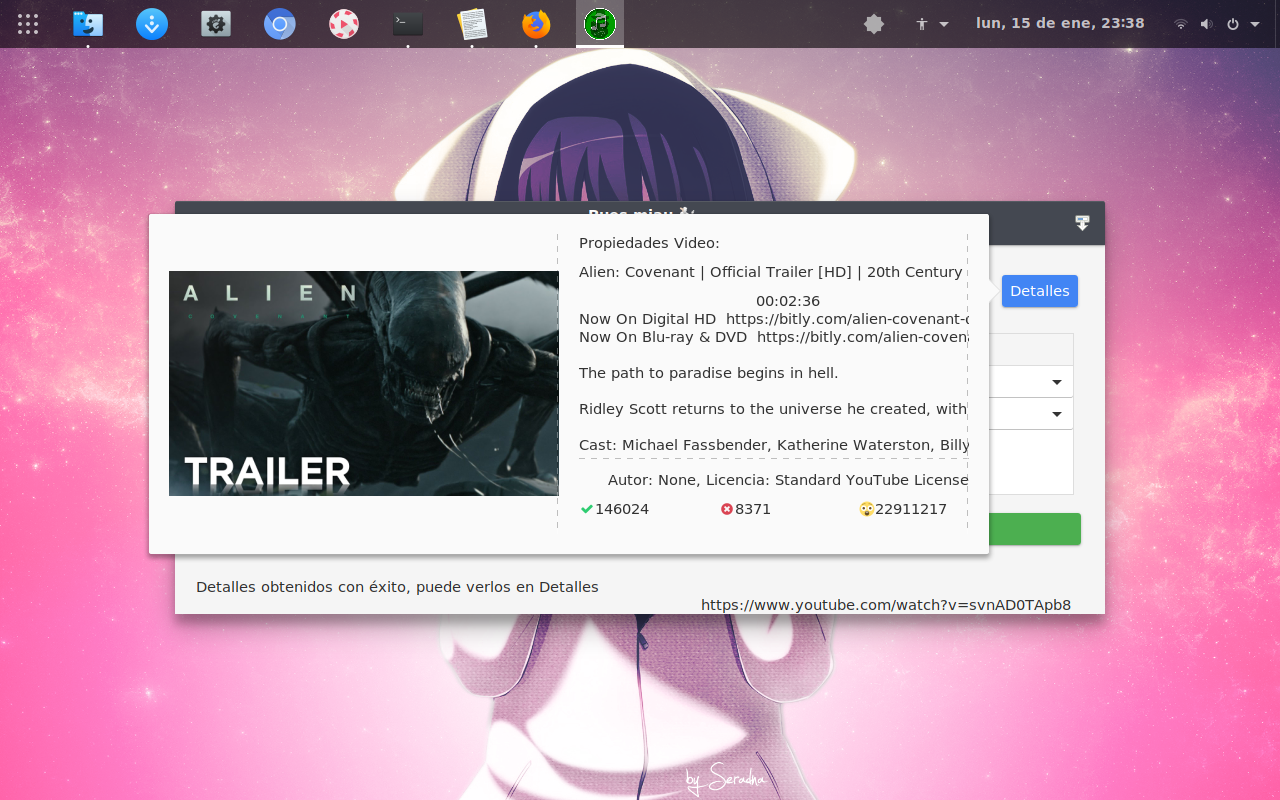 lun, 15 de ene, 23:38
Pues miau
Propiedades Video:
Alien: Covenant | Official Trailer [HD] | 20th Century
00:02:36
Now On Digital HD  https://bitly.com/alien-covenant-
Now On Blu-ray & DVD  https://bitly.com/alien-coven
The path to paradise begins in hell.
Ridley Scott returns to the universe he created, with
Cast: Michael Fassbender, Katherine Waterston, Billy
Autor: None, Licencia: Standard YouTube License
146024 8371 22911217
ALIEN
COVENANT
TRAILER
Detalles
Detalles obtenidos con éxito, puede verlos en Detalles
https://www.youtube.com/watch?v=svnAD0TApb8
by Seradha